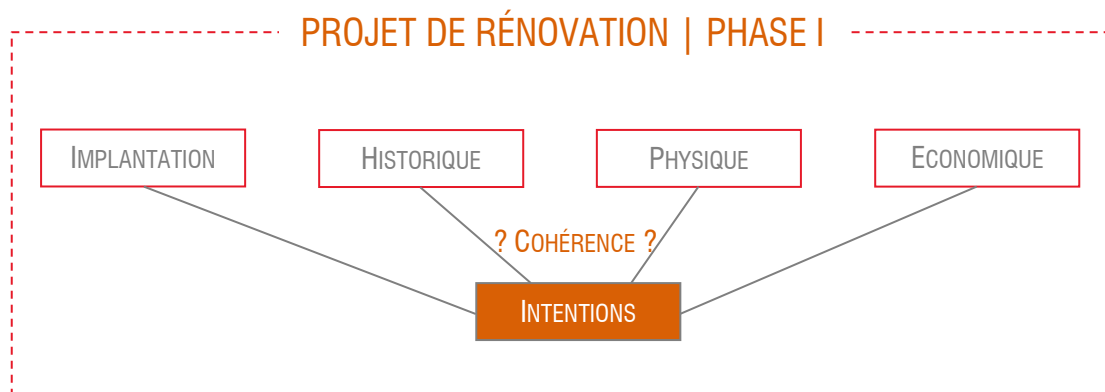 PROJET DE RÉNOVATION | PHASE I
IMPLANTATION
HISTORIQUE
PHYSIQUE
ECONOMIQUE
? COHÉRENCE ?
INTENTIONS